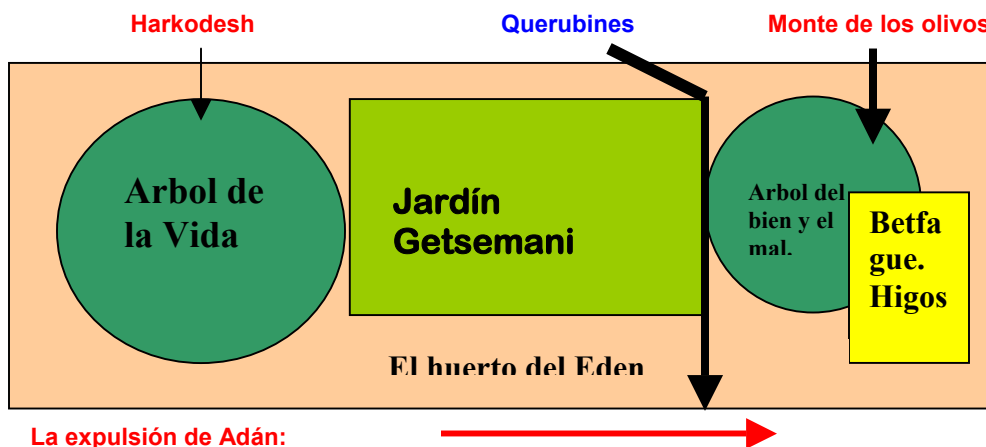 Harkodesh
Querubines
Monte de los olivos
Arbol de
la Vida
Jardín
Getsemani
Arbol del
bien y el
mal.
Betfa
gue.
Higos
El huerto del Eden
La expulsión de Adán: